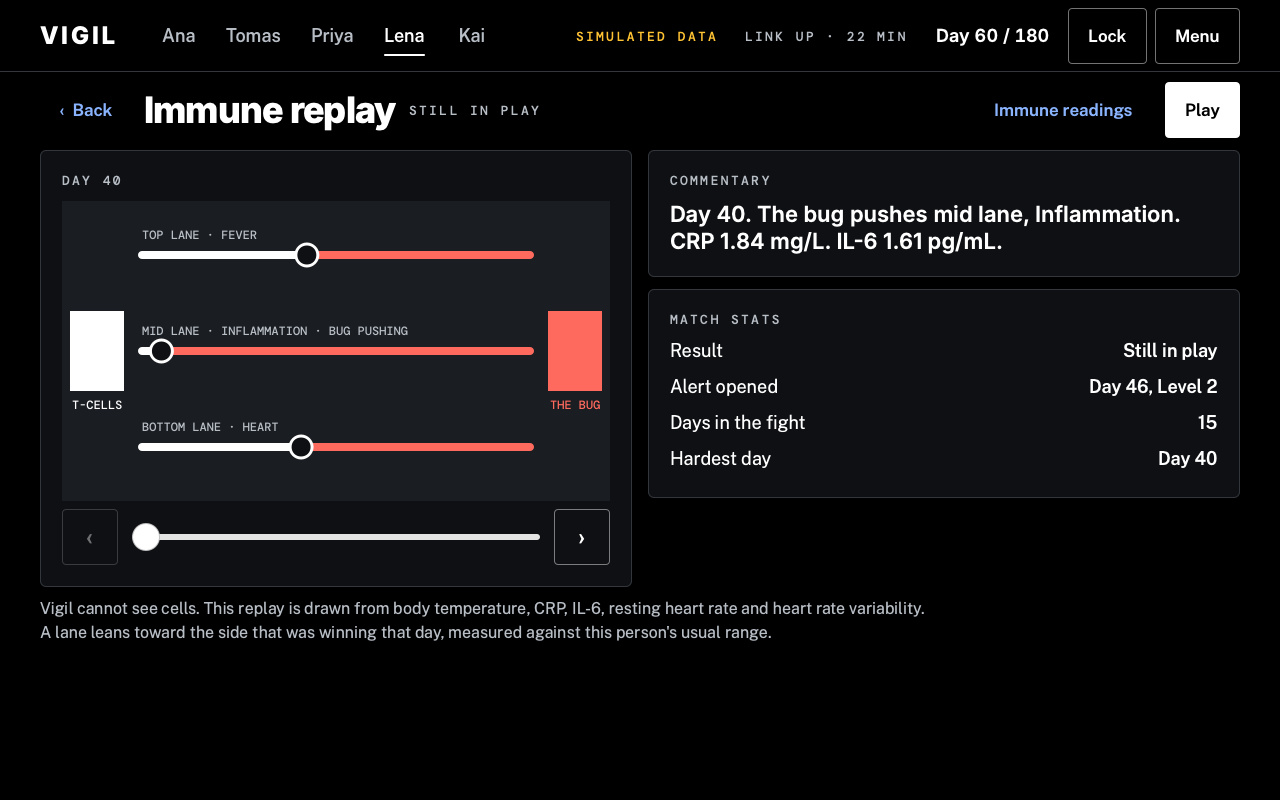 VIGIL
Ana
Tomas
Priya
Lena
Kai
SIMULATED DATA
LINK UP · 22 MIN
Day 60 / 180
Lock
Menu
‹ Back
Immune replay
STILL IN PLAY
Immune readings
Play
DAY 40
TOP LANE · FEVER
MID LANE · INFLAMMATION · BUG PUSHING
T-CELLS
THE BUG
BOTTOM LANE · HEART
‹
›
COMMENTARY
Day 40. The bug pushes mid lane, Inflammation.
CRP 1.84 mg/L. IL-6 1.61 pg/mL.
MATCH STATS
Result Still in play
Alert opened Day 46, Level 2
Days in the fight 15
Hardest day Day 40
Vigil cannot see cells. This replay is drawn from body temperature, CRP, IL-6, resting heart rate and heart rate variability.
A lane leans toward the side that was winning that day, measured against this person's usual range.